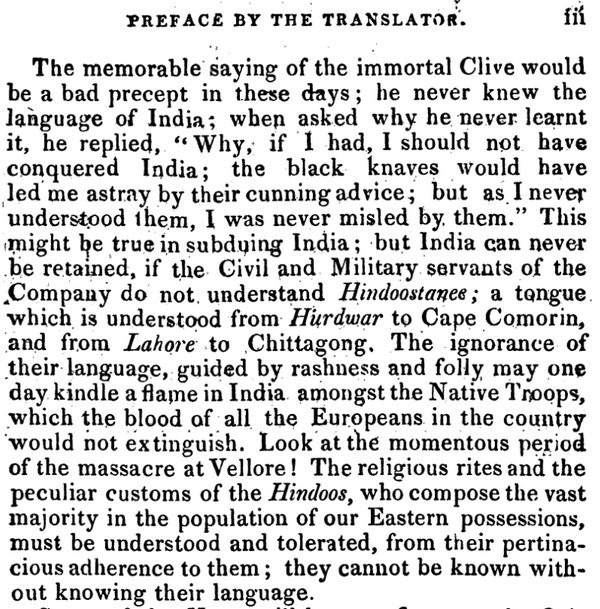 PREFACE BY THE TRANSLATOR. iii
The memorable saying of the immortal Clive would
be a bad precept in these days; he never knew the
language of India; when asked why he never learnt
it, he replied, "Why, if I had, I should not have
conquered India; the black knaves would have
led me astray by their cunning advice; but as I never
understood them, I was never misled by them." This
might be true in subduing India; but India can never
be retained, if the Civil and Military servants of the
Company do not understand Hindoostanee; a tongue
which is understood from Hurdwar to Cape Comorin,
and from Lahore to Chittagong. The ignorance of
their language, guided by rashness and folly may one
day kindle a flame in India amongst the Native Troops,
which the blood of all the Europeans in the country
would not extinguish. Look at the momentous period
of the massacre at Vellore! The religious rites and the
peculiar customs of the Hindoos, who compose the vast
majority in the population of our Eastern possessions,
must be understood and tolerated, from their pertina-
cious adherence to them; they cannot be known with-
out knowing their language.